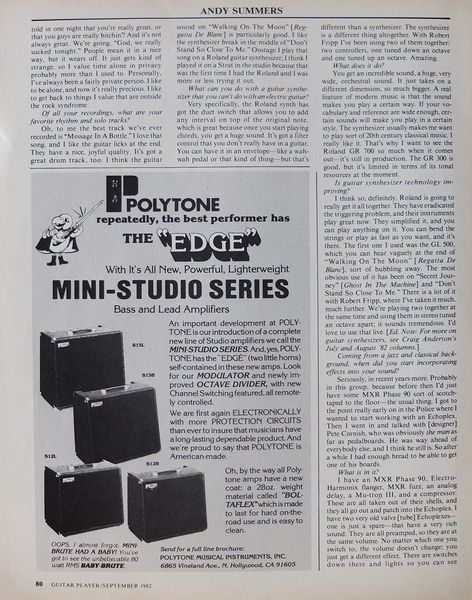 ANDY SUMMERS
told in one night that you're really great, or
that you guys are really bitchin'! And it's not
always great. We're going, "God, we really
sucked tonight." People mean it in a nice
way, but it wears off. It just gets kind of
strange, so I value time alone in privacy
probably more than I used to. Personally,
I've always been a fairly private person. I like
to be alone, and now it's really precious. I like
to get back to things I value that are outside
the rock syndrome.
Of all your recordings, what are your
favorite rhythm and solo tracks?
Oh, to me the best track we've ever
recorded is "Message In A Bottle." I love that
song, and I like the guitar licks at the end.
They have a nice, joyful quality. It's got a
great drum track, too. I think the guitar
sound on "Walking On The Moon" [Reg-
gatta De Blanc] is particularly good. I like
the synthesizer break in the middle of "Don't
Stand So Close To Me." Onstage I play that
song on a Roland guitar synthesizer; I think I
played it on a Strat in the studio because that
was the first time I had the Roland and I was
more or less trying it out.
What can you do with a guitar synthe-
sizer that you can't do with an electric guitar?
Very specifically, the Roland synth has
got the duct switch that allows you to add
any interval on top of the original note,
which is great because once you start playing
chords, you get a huge sound. It's got a filter
control that you don't really have in a guitar.
You can have it in an envelope—like a wah-
wah pedal or that kind of thing—but that's
different than a synthesizer. The synthesizer
is a different thing altogether. With Robert
Fripp I've been using two of them together:
two controllers, one tuned down an octave
and one tuned up an octave. Amazing.
What does it do?
You get an incredible sound, a huge, very
wide, orchestral sound. It just takes on a
different dimension, so much bigger. A real
feature of modern music is that the sound
makes you play a certain way. If your vocab-
ulary and reference are wide enough, cer-
tain sounds will make you play in a certain
style. The synthesizer usually makes me want
to play sort of 20th century classical music. I
really like it. That's why I want to see the
Roland GR 700 so much when it comes
out—it's still in production. The GR 300 is
good, but it's limited in terms of its tonal
resources at the moment.
Is guitar synthesizer technology im-
proving?
I think so, definitely. Roland is going to
really get it all together. They have eradicated
the triggering problem, and their instruments
play great now. They simplified it, and you
can play anything on it. You can bend the
strings or play as fast as you want, and it's
there. The first one I used was the GL 500,
which you can hear vaguely at the end of
"Walking On The Moon" [Regatta De
Blanc], sort of bubbling away. The most
obvious use of it has been on "Secret Jour-
ney" [Ghost In The Machine] and "Don't
Stand So Close To Me." There is a lot of it
with Robert Fripp, where I've taken it much,
much further. We're playing two together at
the same time and using them in stereo tuned
an octave apart; it sounds tremendous. I'd
love to use that live. [Ed. Note: For more on
guitar synthesizers, see Craig Anderton's
July and August '82 columns.]
Coming from a jazz and classical back-
ground, when did you start incorporating
effects into your sound?
Seriously, in recent years-more. Probably
in this group, because before then I'd just
have some MXR Phase 90 sort of scotch-
taped to the floor—the usual thing. I got to
the point really early on in the Police where I
wanted to start working with an Echoplex.
Then I went in and talked with [designer]
Pete Cornish, who was obviously the man as
far as pedalboards. He was way ahead of
everybody else, and I think he still is. So after
a while I had enough bread to be able to get
one of his boards.
What is in it?
I have an MXR Phase 90, Electro-
Harmonix flanger, MXR fuzz, an analog
delay, a Mu-tron III, and a compressor.
These are all taken out of their shells, and
they all go out and patch into the Echoplex. I
have two very old valve [tube] Echoplexes—
one is just a spare—that have a very rich
sound. They are all preamped, so they are at
the same volume. No matter which one you
switch to, the volume doesn't change; you
just get a different effect. There are switches
down there and lights so you can see
POLYTONE
repeatedly, the best performer has
THE "EDGE"
With It's All New, Powerful, Lighterweight
MINI-STUDIO SERIES
Bass and Lead Amplifiers
An important development at POLY-
TONE is our introduction of a complete
new line of Studio amplifiers we call the
MINI-STUDIO SERIES. And, yes, POLY-
TONE has the "EDGE" (two little horns)
self-contained in these new amps. Look
for our MODULATOR and newly im-
proved OCTAVE DIVIDER, with new
Channel Switching featured, all remote-
ly controlled.
We are first again ELECTRONICALLY
with more PROTECTION CIRCUITS
than ever to insure that musicians have
a long-lasting dependable product. And
we're proud to say that POLYTONE is
American-made.
Oh, by the way all Poly-
tone amps have a new
coat: a 28oz. weight
material called "BOL-
TAFLEX" which is made
to last for hard on-the-
road use and is easy to
clean.
S15L
S15B
S12L
S12B
OOPS, I almost forgot, MINI-
BRUTE HAD A BABY! You've
got to see the unbelievable 80
watt RMS BABY-BRUTE.
Send for a full line brochure:
POLYTONE MUSICAL INSTRUMENTS, INC.
6865 Vineland Ave., N. Hollywood, CA 91605
80 GUITAR PLAYER/SEPTEMBER 1982